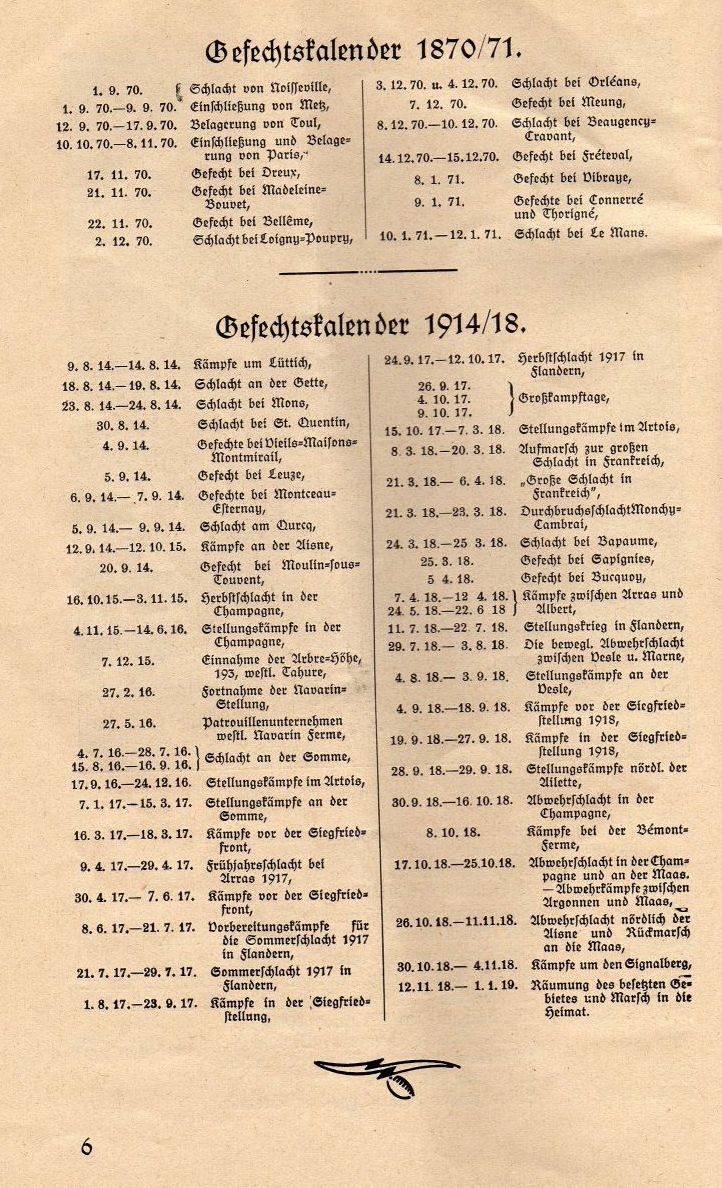 Gefechtskalender 1870/71.
1. 9. 70. Schlacht von Noisseville,
1. 9. 70.—9. 9. 70. Einschließung von Metz,
12. 9. 70.—17. 9. 70. Belagerung von Toul,
10. 10. 70.—8. 11. 70. Einschließung und Belage=
rung von Paris,
17. 11. 70. Gefecht bei Dreux,
21. 11. 70. Gefecht bei Madeleine=
Bouvet,
22. 11. 70. Gefecht bei Bellême,
2. 12. 70. Schlacht bei Loigny=Poupry,
3. 12. 70. u. 4. 12. 70. Schlacht bei Orléans,
7. 12. 70. Gefecht bei Meung,
8. 12. 70.—10. 12. 70. Schlacht bei Beaugency=
Cravant,
14. 12. 70.—15. 12. 70. Gefecht bei Fréteval,
8. 1. 71. Gefecht bei Vibraye,
9. 1. 71. Gefechte bei Connerré
und Thorigné,
10. 1. 71.—12. 1. 71. Schlacht bei Le Mans.
Gefechtskalender 1914/18.
9. 8. 14.—14. 8. 14. Kämpfe um Lüttich,
18. 8. 14.—19. 8. 14. Schlacht an der Gette,
23. 8. 14.—24. 8. 14. Schlacht bei Mons,
30. 8. 14. Schlacht bei St. Quentin,
4. 9. 14. Gefechte bei Vieils=Maisons=
Montmirail,
5. 9. 14. Gefecht bei Leuze,
6. 9. 14.— 7. 9. 14. Gefechte bei Montceau=
Esternay,
5. 9. 14.— 9. 9. 14. Schlacht am Ourcq,
12. 9. 14.—12. 10. 15. Kämpfe an der Aisne,
20. 9. 14. Gefecht bei Moulin=sous=
Touvent,
16. 10. 15.—3. 11. 15. Herbstschlacht in der
Champagne,
4. 11. 15.—14. 6. 16. Stellungskämpfe in der
Champagne,
7. 12. 15. Einnahme der Arbre=Höhe,
193, westl. Tahure,
27. 2. 16. Fortnahme der Navarin=
Stellung,
27. 5. 16. Patrouillenunternehmen
westl. Navarin Ferme,
4. 7. 16.—28. 7. 16. }
15. 8. 16.—16. 9. 16. } Schlacht an der Somme,
17. 9. 16.—24. 12. 16. Stellungskämpfe im Artois,
7. 1. 17.—15. 3. 17. Stellungskämpfe an der
Somme,
16. 3. 17.—18. 3. 17. Kämpfe vor der Siegfried=
front,
9. 4. 17.—29. 4. 17. Frühjahrsschlacht bei
Arras 1917,
30. 4. 17.— 7. 6. 17. Kämpfe vor der Siegfried=
front,
8. 6. 17.—21. 7. 17. Vorbereitungskämpfe für
die Sommerschlacht 1917
in Flandern,
21. 7. 17.—29. 7. 17. Sommerschlacht 1917 in
Flandern,
1. 8. 17.—23. 9. 17. Kämpfe in der Siegfried=
stellung,
24. 9. 17.—12. 10. 17. Herbstschlacht 1917 in
Flandern,
26. 9. 17.
4. 10. 17. } Großkampftage,
9. 10. 17.
15. 10. 17.—7. 3. 18. Stellungskämpfe im Artois,
8 3. 18.—20. 3. 18. Aufmarsch zur großen
Schlacht in Frankreich,
21. 3. 18.— 6. 4. 18. „Große Schlacht in
Frankreich",
21. 3. 18.—23. 3. 18. Durchbruchsschlacht Monchy=
Cambrai,
24. 3. 18.—25 3. 18. Schlacht bei Bapaume,
25. 3. 18. Gefecht bei Sapignies,
5 4. 18. Gefecht bei Bucquoy,
7. 4. 18.—12 4. 18. } Kämpfe zwischen Arras und
24. 5. 18.—22. 6 18 } Albert,
11. 7. 18.—22 7. 18. Stellungskrieg in Flandern,
29. 7. 18.— 3. 8. 18. Die bewegl. Abwehrschlacht
zwischen Vesle u. Marne,
4. 8. 18.— 3. 9. 18. Stellungskämpfe an der
Vesle,
4. 9. 18.—18. 9. 18. Kämpfe vor der Siegfried=
stellung 1918,
19. 9. 18.—27. 9. 18. Kämpfe in der Siegfried=
stellung 1918,
28. 9. 18.—29. 9. 18. Stellungskämpfe nördl. der
Ailette,
30. 9. 18.—16. 10. 18. Abwehrschlacht in der
Champagne,
8. 10. 18. Kämpfe bei der Bémont=
Ferme,
17. 10. 18.—25. 10. 18. Abwehrschlacht in der Cham=
pagne und an der Maas.
—Abwehrkämpfe zwischen
Argonnen und Maas,
26. 10. 18.—11. 11. 18. Abwehrschlacht nördlich der
Aisne und Rückmarsch
an die Maas,
30. 10. 18.— 4. 11. 18. Kämpfe um den Signalberg,
12. 11. 18.— 1. 1. 19. Räumung des besetzten Ge=
bietes und Marsch in die
Heimat.
6